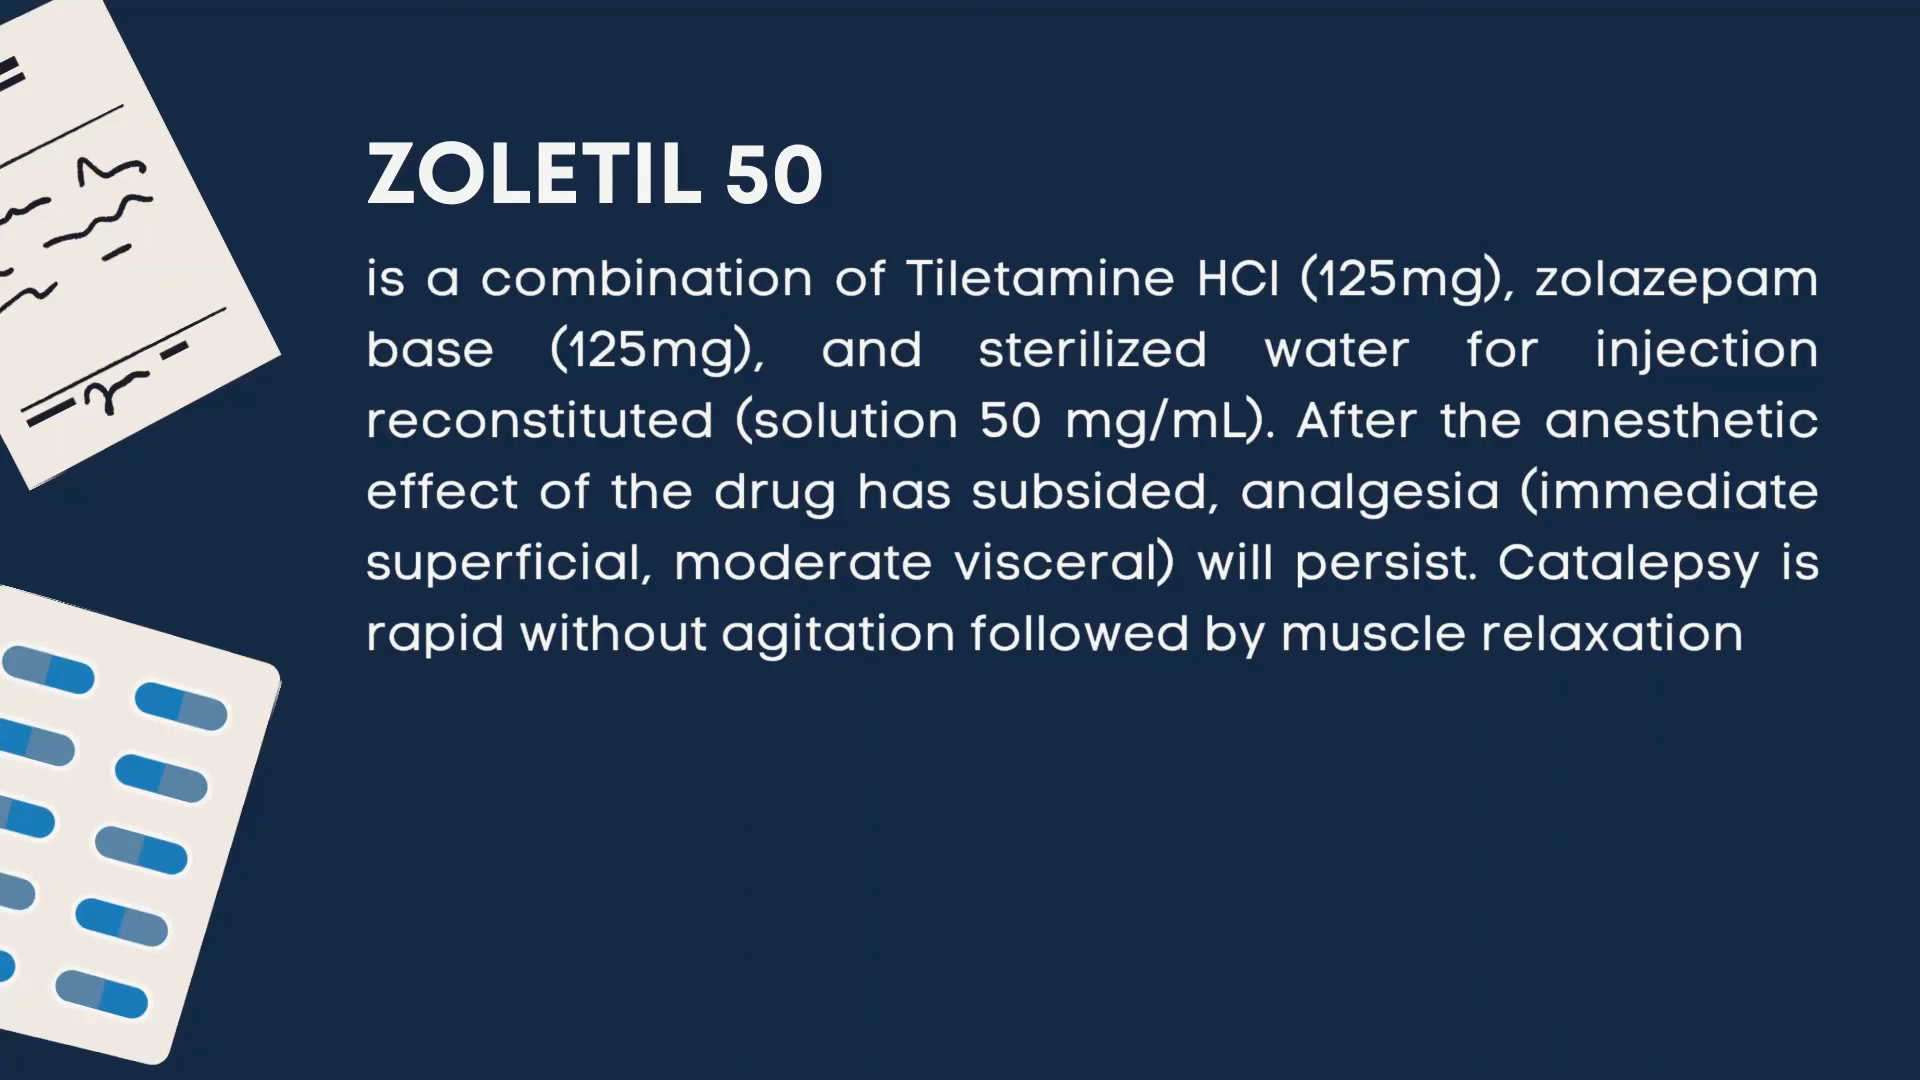 ZOLETIL 50
is a combination of Tiletamine HCl (125mg), zolazepam
base (125mg), and sterilized water for injection
reconstituted (solution 50 mg/mL). After the anesthetic
effect of the drug has subsided, analgesia (immediate
superficial, moderate visceral) will persist. Catalepsy is
rapid without agitation followed by muscle relaxation